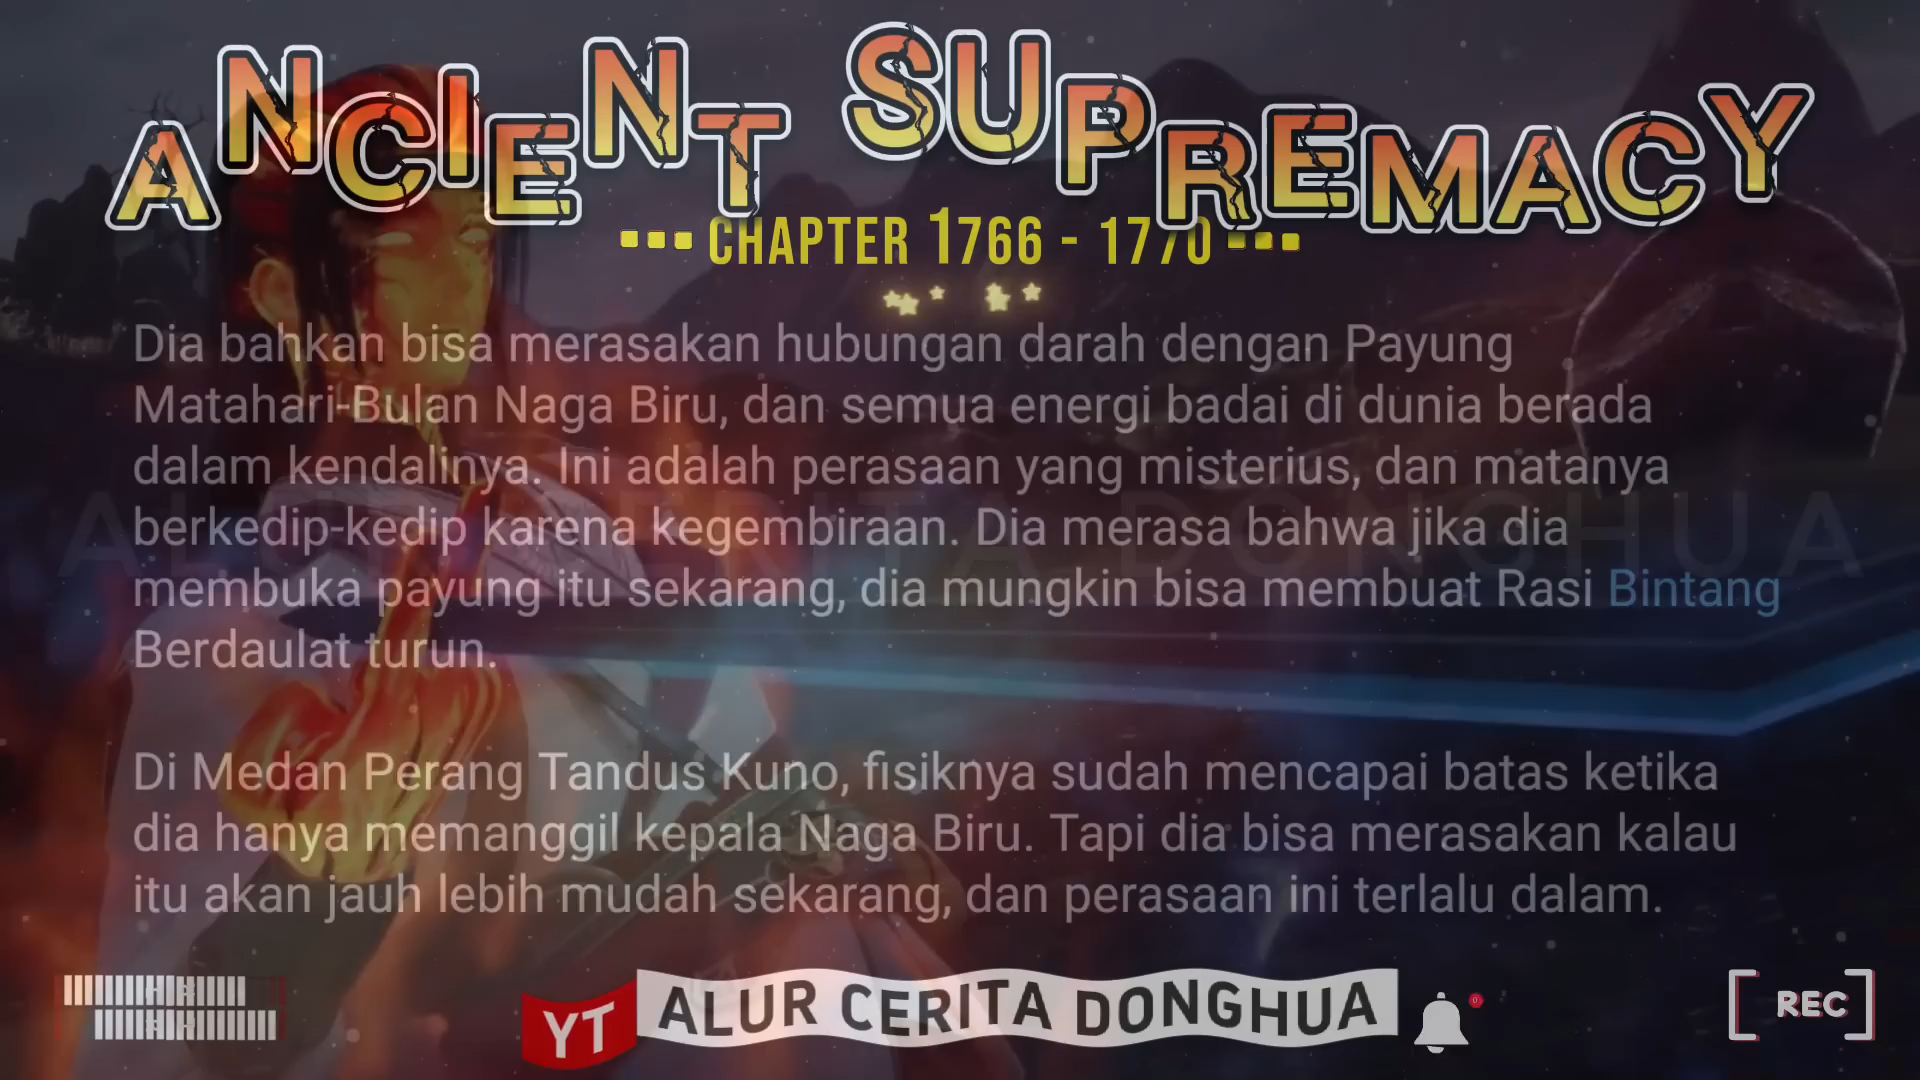 ANCIENT SUPREMACY
CHAPTER 1766 - 1770
Dia bahkan bisa merasakan hubungan darah dengan Payung
Matahari-Bulan Naga Biru, dan semua energi badai di dunia berada
dalam kendalinya. Ini adalah perasaan yang misterius, dan matanya
berkedip-kedip karena kegembiraan. Dia merasa bahwa jika dia
membuka payung itu sekarang, dia mungkin bisa membuat Rasi Bintang
Berdaulat turun.
Di Medan Perang Tandus Kuno, fisiknya sudah mencapai batas ketika
dia hanya memanggil kepala Naga Biru. Tapi dia bisa merasakan kalau
itu akan jauh lebih mudah sekarang, dan perasaan ini terlalu dalam.
ALUR CERITA DONGHUA
YT ALUR CERITA DONGHUA
REC